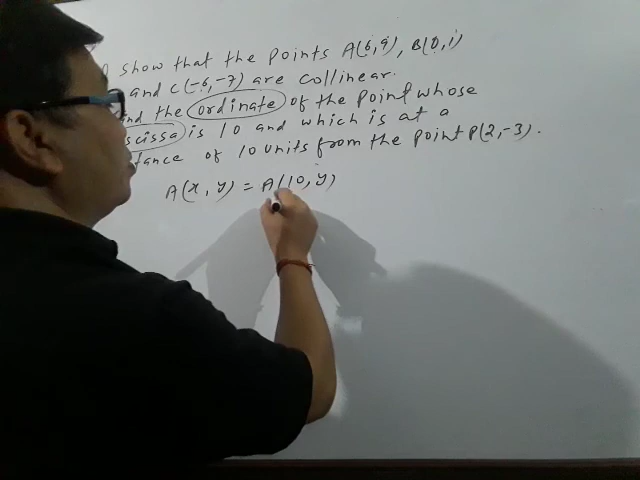 show that the points A(6,9), B(0,1)
and C(-6,-7) are collinear.
the ordinate of the point whose
is 10 and which is at a
of 10 units from the point P(2,-3).
A(x, y) = A(10, y)